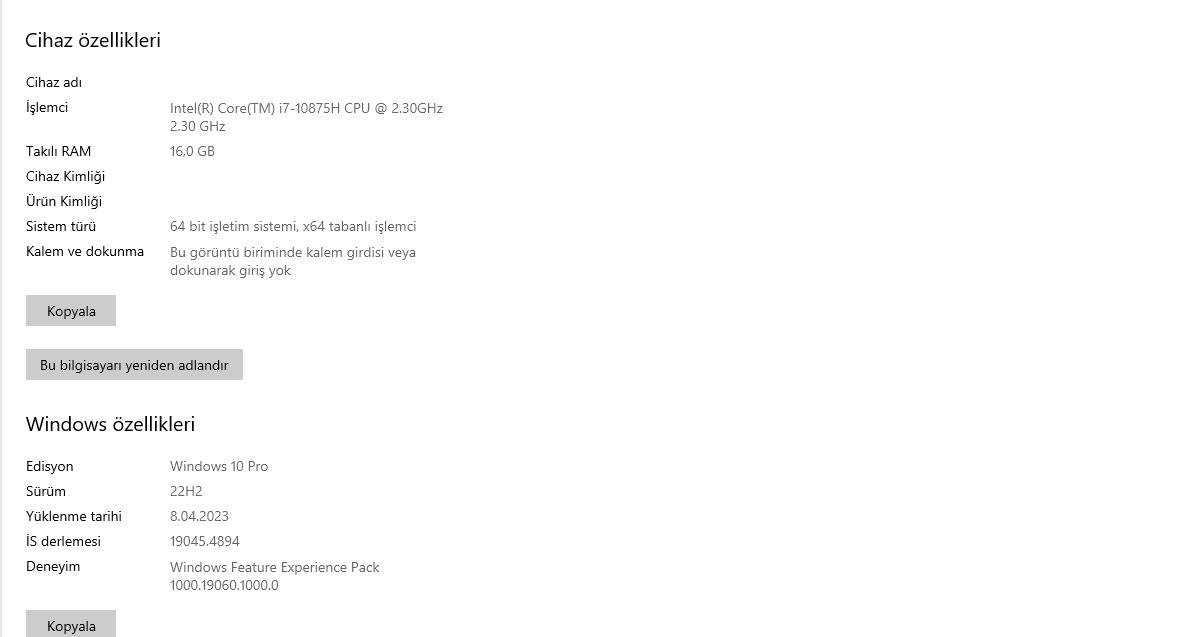 Cihaz özellikleri
Cihaz adı
İşlemci Intel(R) Core(TM) i7-10875H CPU @ 2.30GHz
2.30 GHz
Takılı RAM 16,0 GB
Cihaz Kimliği
Ürün Kimliği
Sistem türü 64 bit işletim sistemi, x64 tabanlı işlemci
Kalem ve dokunma Bu görüntü biriminde kalem girdisi veya
dokunarak giriş yok
Kopyala
Bu bilgisayarı yeniden adlandır
Windows özellikleri
Edisyon Windows 10 Pro
Sürüm 22H2
Yüklenme tarihi 8.04.2023
İS derlemesi 19045.4894
Deneyim Windows Feature Experience Pack
1000.19060.1000.0
Kopyala